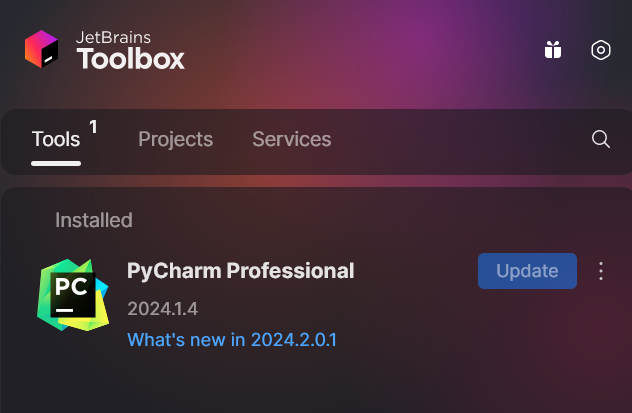 JetBrains
Toolbox
Tools 1
Projects
Services
Installed
PC
PyCharm Professional
Update
2024.1.4
What's new in 2024.2.0.1